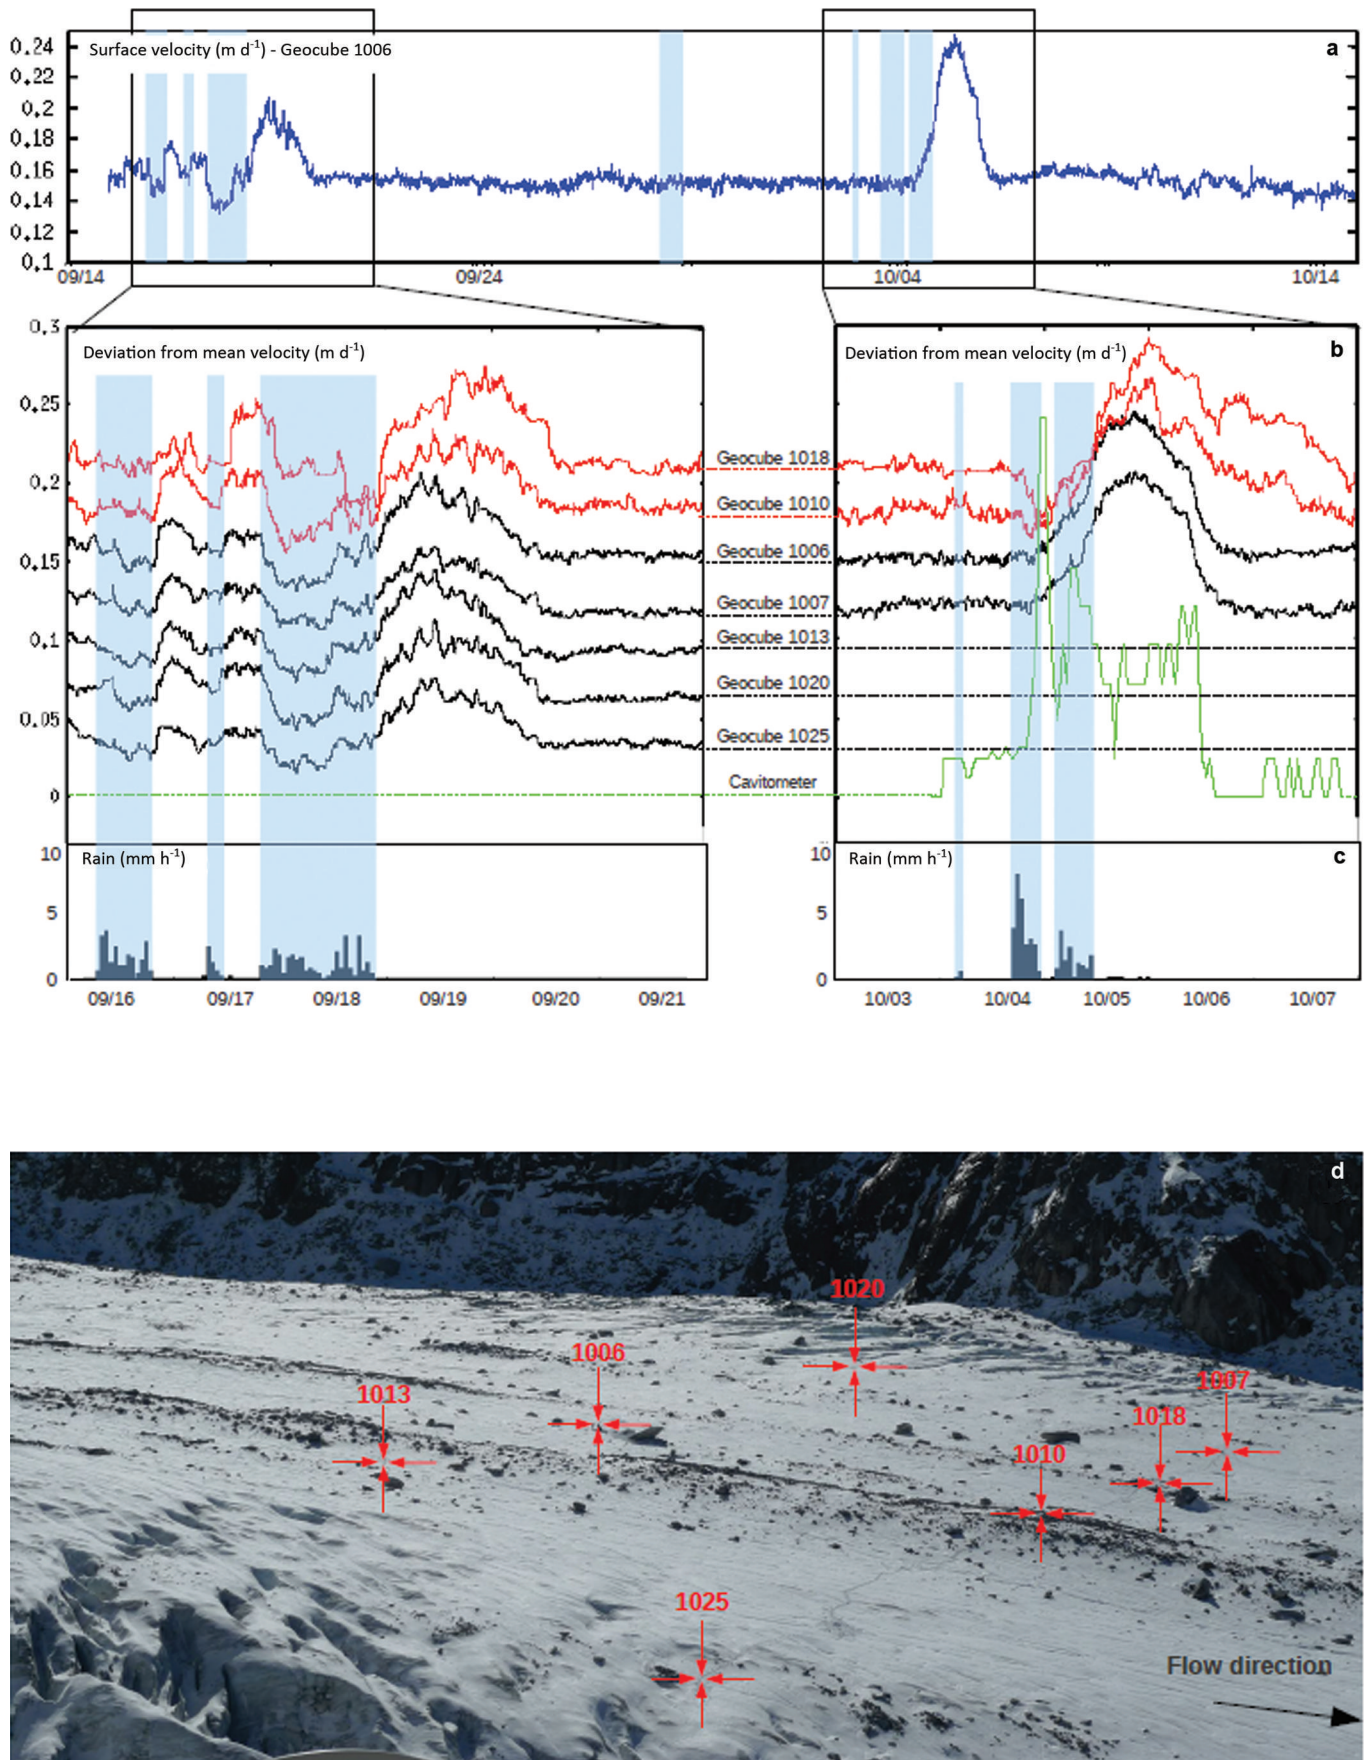 Surface velocity (m d-1) - Geocube 1006
a
0.24
0.22
0.2
0.18
0.16
0.14
0.12
0.1
09/14
09/24
10/04
10/14
0.3
Deviation from mean velocity (m d-1)
Deviation from mean velocity (m d-1)
b
0.25
0.2
0.15
0.1
0.05
0
Geocube 1018
Geocube 1010
Geocube 1006
Geocube 1007
Geocube 1013
Geocube 1020
Geocube 1025
Cavitometer
10
5
0
Rain (mm h-1)
10
5
0
Rain (mm h-1)
c
09/16
09/17
09/18
09/19
09/20
09/21
10/03
10/04
10/05
10/06
10/07
d
1020
1006
1007
1013
1018
1010
1025
Flow direction